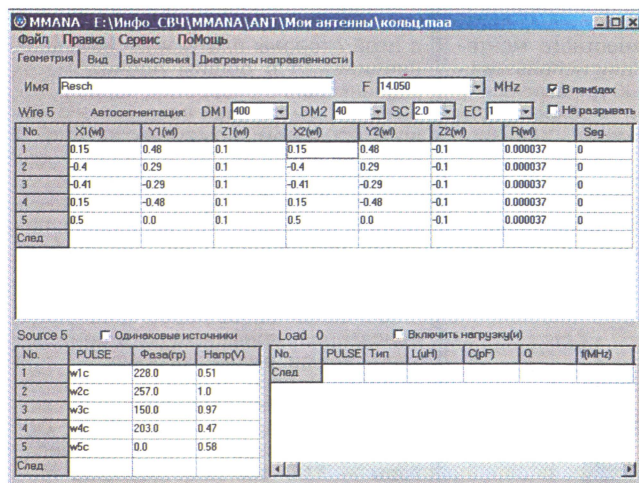 MMANA - E:\Инфо_СВЧ\MMANA\ANT\Мои антенны\кольц.maa
Файл Правка Сервис ПоМощь
Геометрия Вид Вычисления Диаграммы направленности
Имя Resch F 14.050 MHz В лямбдах
Wire 5 Автосегментация: DM1 400 DM2 40 SC 2.0 EC 1 Не разрывать
No. X1(wl) Y1(wl) Z1(wl) X2(wl) Y2(wl) Z2(wl) R(wl) Seg.
1 0.15 0.48 0.1 0.15 0.48 -0.1 0.000037 0
2 -0.4 0.29 0.1 -0.4 0.29 -0.1 0.000037 0
3 -0.41 -0.29 0.1 -0.41 -0.29 -0.1 0.000037 0
4 0.15 -0.48 0.1 0.15 -0.48 -0.1 0.000037 0
5 0.5 0.0 0.1 0.5 0.0 -0.1 0.000037 0
След
Source 5 Одинаковые источники Load 0 Включить нагрузку(и)
No. PULSE Фаза(гр) Напр(V) No. PULSE Тип L(uH) C(pF) Q f(MHz)
1 w1c 228.0 0.51 След
2 w2c 257.0 1.0
3 w3c 150.0 0.97
4 w4c 203.0 0.47
5 w5c 0.0 0.58
След